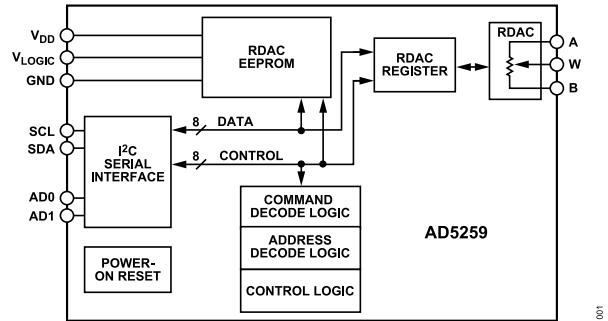 VDD
VLOGIC
GND
SCL
SDA
AD0
AD1
RDAC
EEPROM
RDAC
REGISTER
RDAC
A
W
B
I2C
SERIAL
INTERFACE
8
DATA
8
CONTROL
COMMAND
DECODE LOGIC
ADDRESS
DECODE LOGIC
CONTROL LOGIC
POWER-
ON RESET
AD5259
001